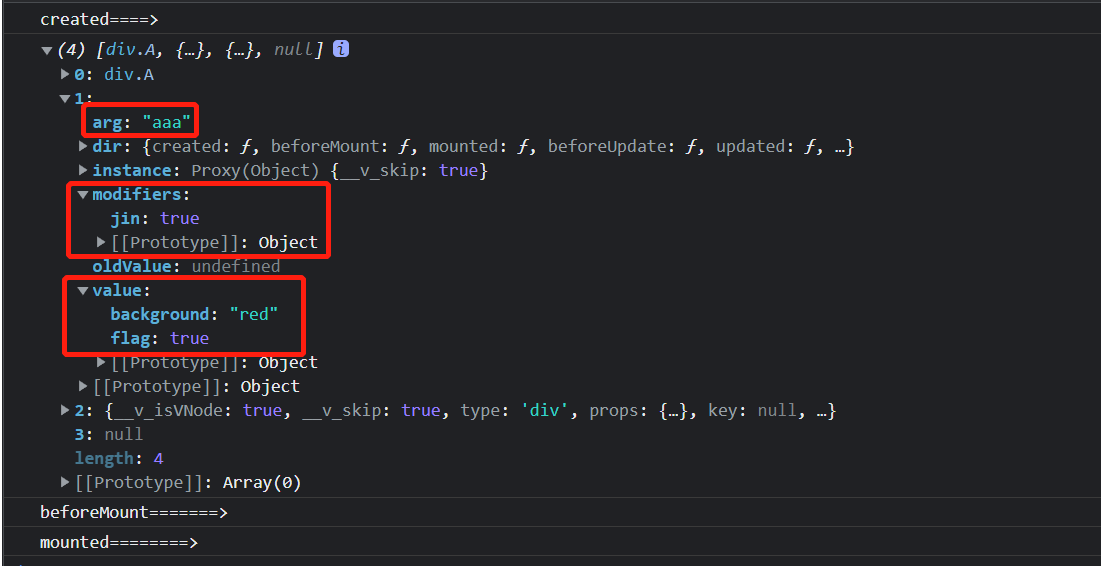 created====>
(4) [div.A, {…}, {…}, null] i
0: div.A
1:
arg: "aaa"
dir: {created: ƒ, beforeMount: ƒ, mounted: ƒ, beforeUpdate: ƒ, updated: ƒ, …}
instance: Proxy(Object) {__v_skip: true}
modifiers:
jin: true
[[Prototype]]: Object
oldValue: undefined
value:
background: "red"
flag: true
[[Prototype]]: Object
[[Prototype]]: Object
2: {__v_isVNode: true, __v_skip: true, type: 'div', props: {…}, key: null, …}
3: null
length: 4
[[Prototype]]: Array(0)
beforeMount=======>
mounted========>